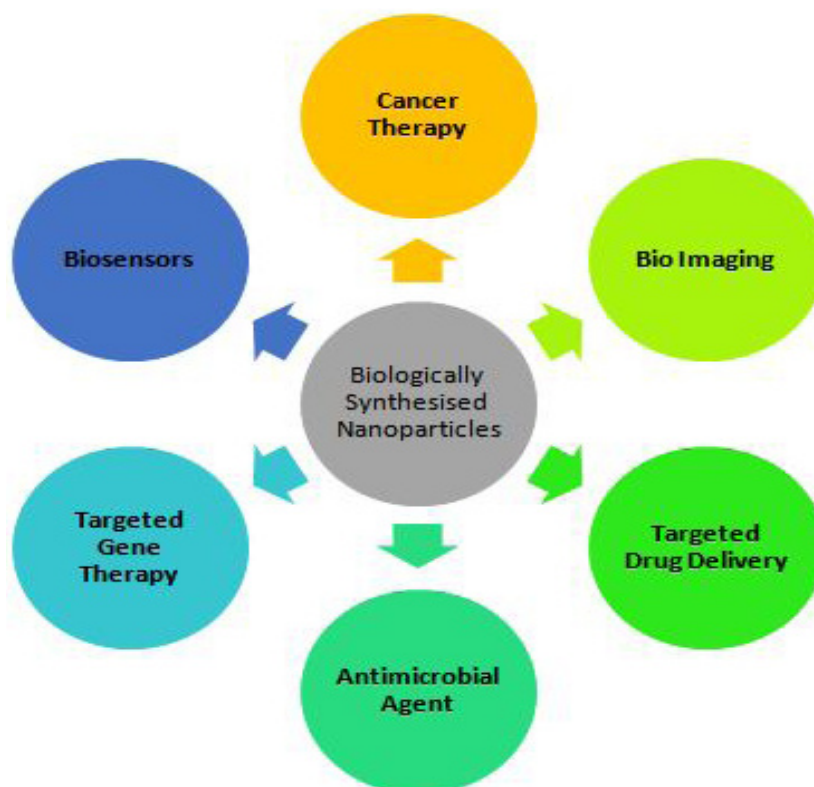 Cancer
Therapy
Biosensors
Bio Imaging
Biologically
Synthesised
Nanoparticles
Targeted
Gene
Therapy
Targeted
Drug Delivery
Antimicrobial
Agent